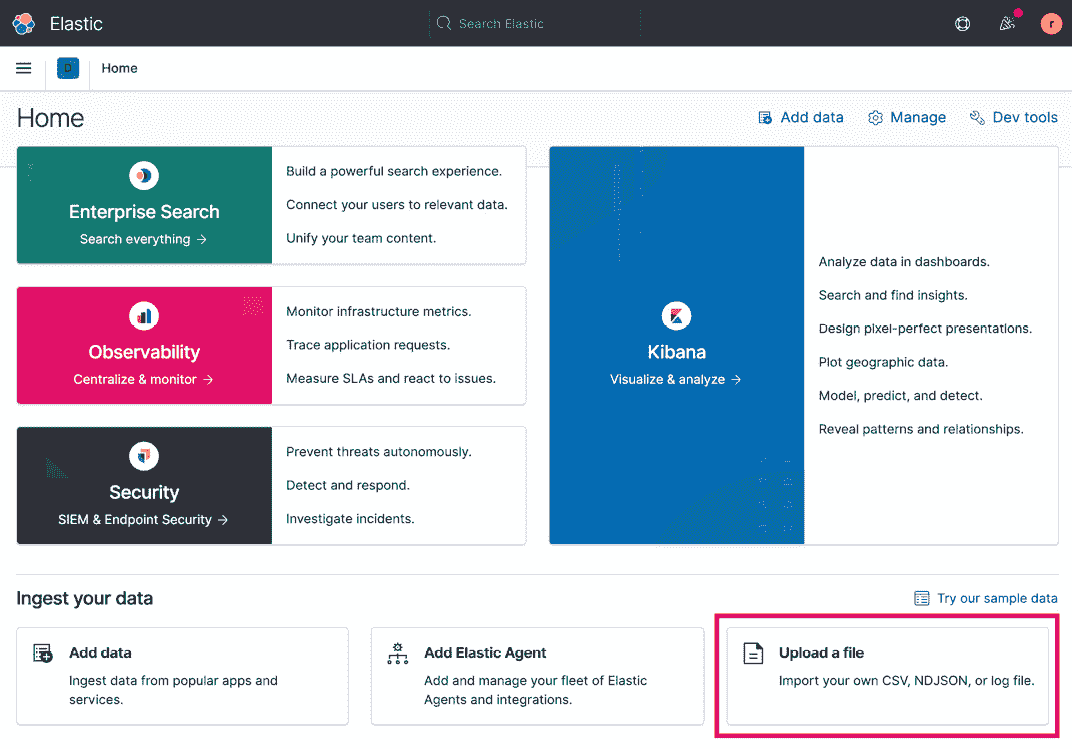 Elastic
Search Elastic
r
D
Home
Home
Add data
Manage
Dev tools
Enterprise Search
Search everything →
Build a powerful search experience.
Connect your users to relevant data.
Unify your team content.
Observability
Centralize & monitor →
Monitor infrastructure metrics.
Trace application requests.
Measure SLAs and react to issues.
Security
SIEM & Endpoint Security →
Prevent threats autonomously.
Detect and respond.
Investigate incidents.
Kibana
Visualize & analyze →
Analyze data in dashboards.
Search and find insights.
Design pixel-perfect presentations.
Plot geographic data.
Model, predict, and detect.
Reveal patterns and relationships.
Ingest your data
Try our sample data
Add data
Ingest data from popular apps and
services.
Add Elastic Agent
Add and manage your fleet of Elastic
Agents and integrations.
Upload a file
Import your own CSV, NDJSON, or log file.